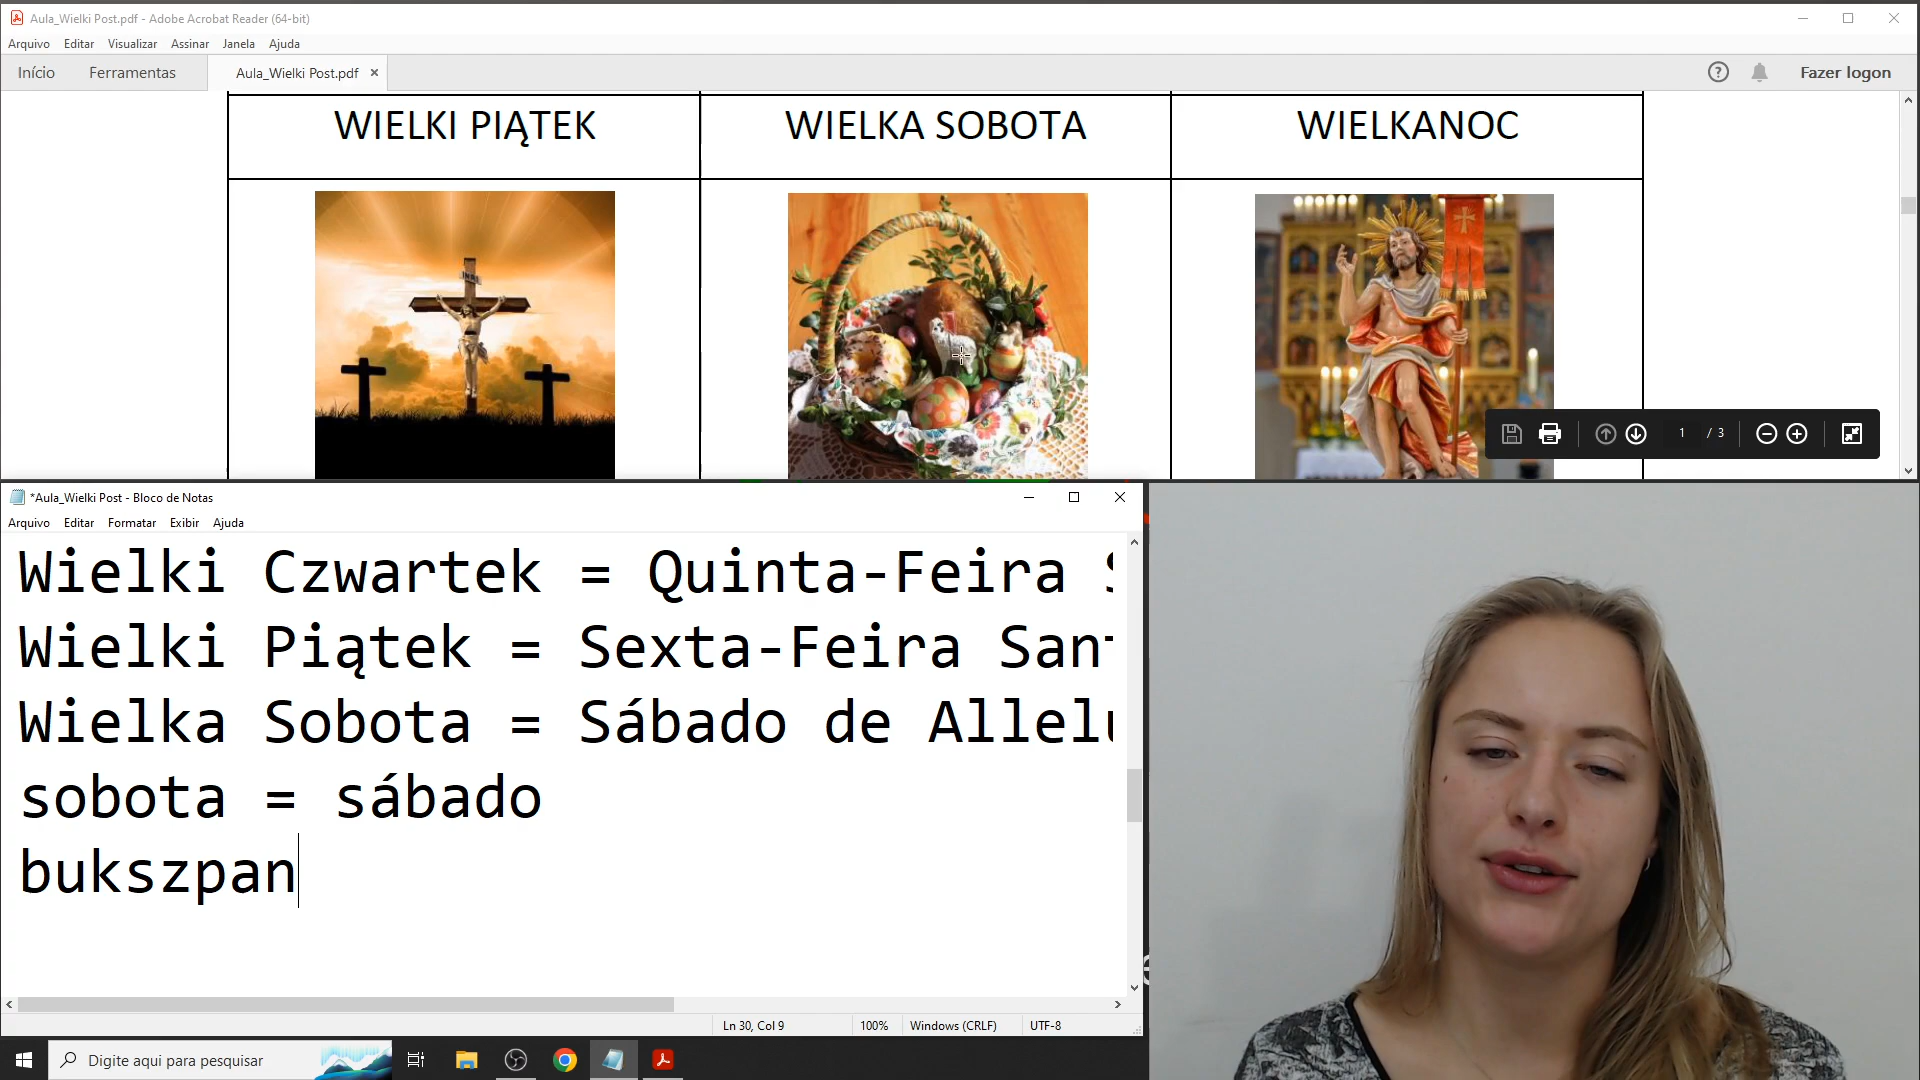 Aula_Wielki Post.pdf - Adobe Acrobat Reader (64-bit)
Arquivo Editar Visualizar Assinar Janela Ajuda
Início Ferramentas Aula_Wielki Post.pdf × Fazer logon
WIELKI PIĄTEK WIELKA SOBOTA WIELKANOC
1 / 3
*Aula_Wielki Post - Bloco de Notas
Arquivo Editar Formatar Exibir Ajuda
Wielki Czwartek = Quinta-Feira
Wielki Piątek = Sexta-Feira San
Wielka Sobota = Sábado de Allel
sobota = sábado
bukszpan
Ln 30, Col 9 100% Windows (CRLF) UTF-8
Digite aqui para pesquisar